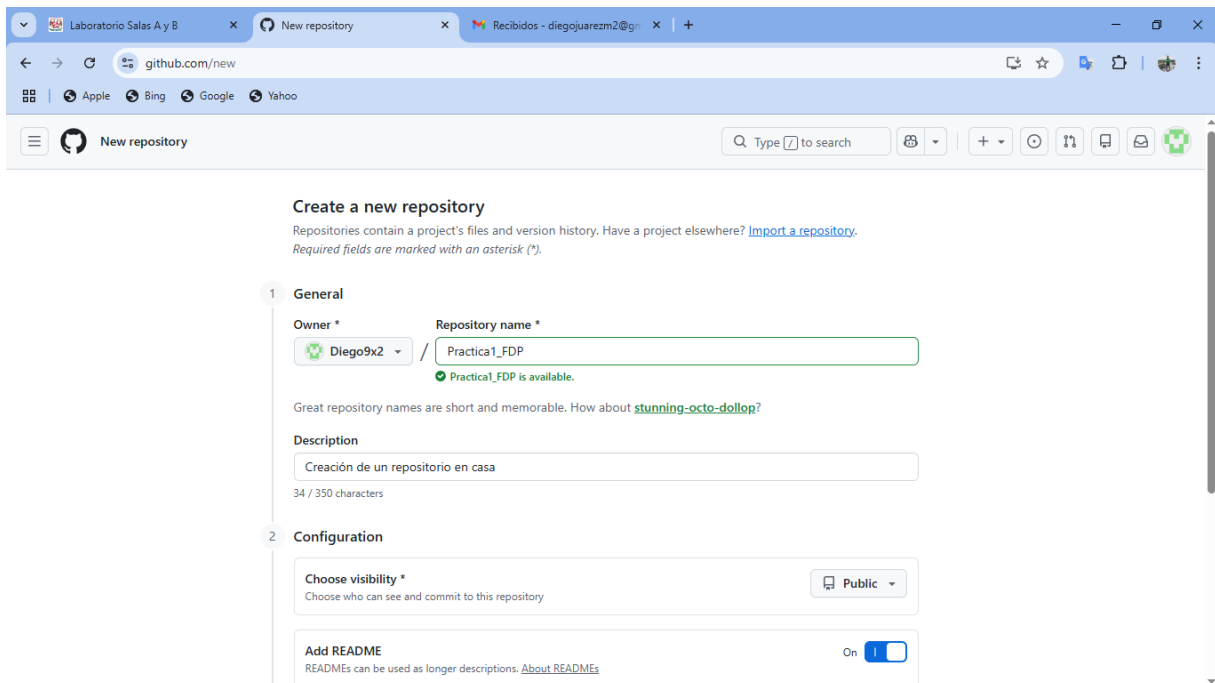 Laboratorio Salas A y B
New repository
Recibidos - diegojuarezm2@gm
github.com/new
Apple
Bing
Google
Yahoo
New repository
Type / to search
Create a new repository
Repositories contain a project's files and version history. Have a project elsewhere? Import a repository.
Required fields are marked with an asterisk (*).
1 General
Owner * Repository name *
Diego9x2 / Practica1_FDP
Practica1_FDP is available.
Great repository names are short and memorable. How about stunning-octo-dollop?
Description
Creación de un repositorio en casa
34 / 350 characters
2 Configuration
Choose visibility *
Public
Choose who can see and commit to this repository
Add README
On
READMEs can be used as longer descriptions. About READMEs